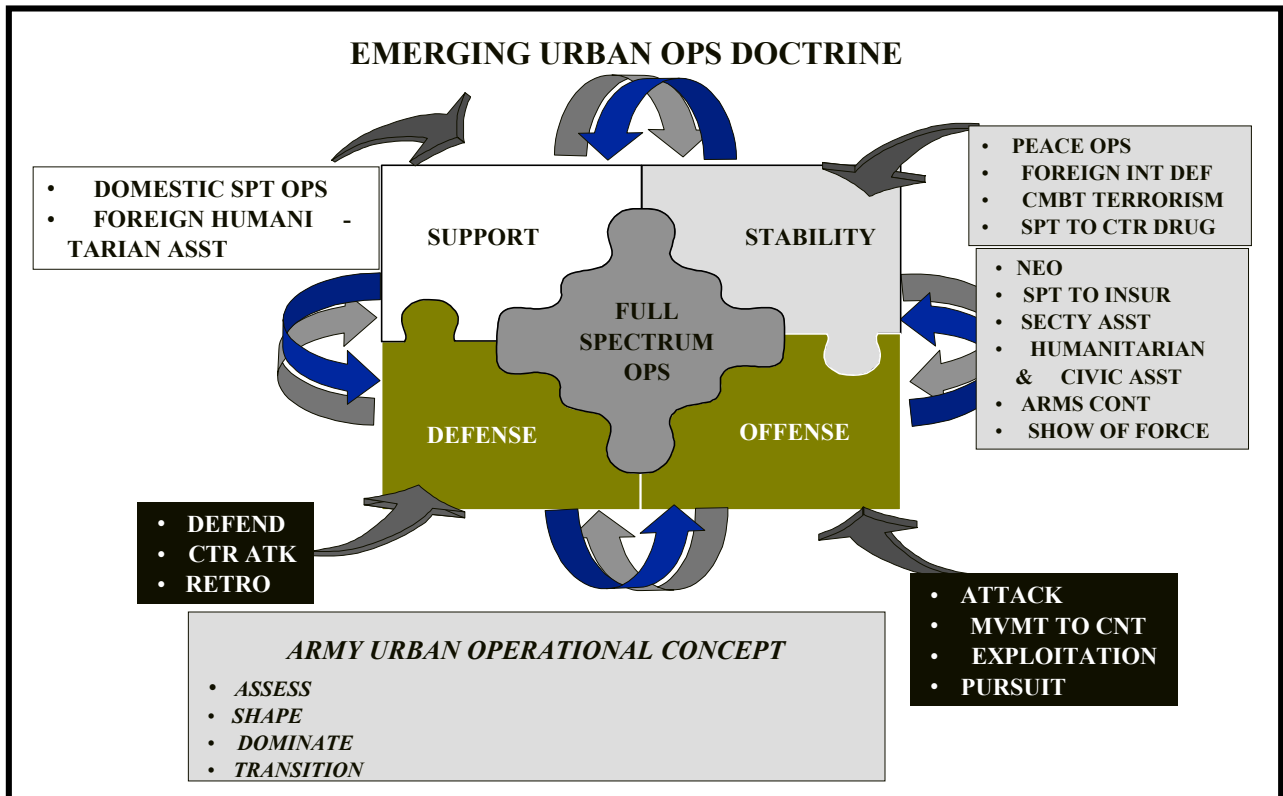 EMERGING URBAN OPS DOCTRINE
• DOMESTIC SPT OPS
• FOREIGN HUMANI -
TARIAN ASST
SUPPORT
STABILITY
• PEACE OPS
• FOREIGN INT DEF
• CMBT TERRORISM
• SPT TO CTR DRUG
• NEO
• SPT TO INSUR
• SECTY ASST
• HUMANITARIAN
& CIVIC ASST
• ARMS CONT
• SHOW OF FORCE
FULL
SPECTRUM
OPS
DEFENSE
OFFENSE
• DEFEND
• CTR ATK
• RETRO
• ATTACK
• MVMT TO CNT
• EXPLOITATION
• PURSUIT
ARMY URBAN OPERATIONAL CONCEPT
• ASSESS
• SHAPE
• DOMINATE
• TRANSITION